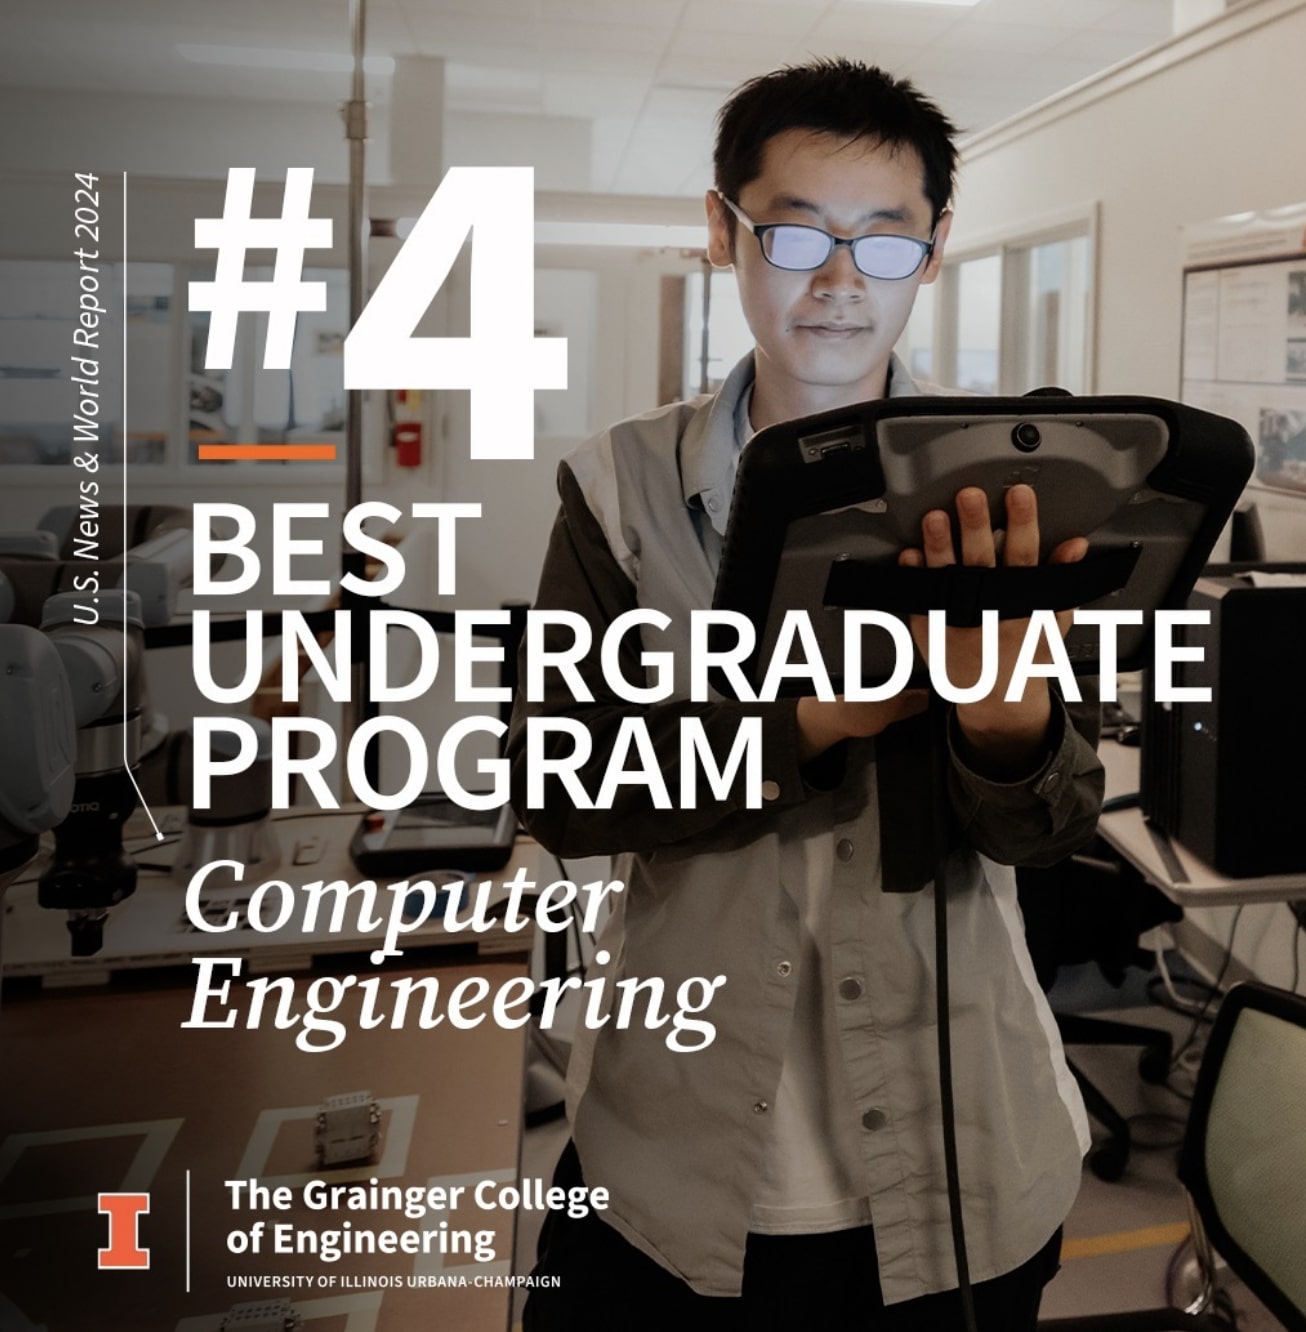 U.S. News & World Report 2024
#4
BEST
UNDERGRADUATE
PROGRAM
Computer
Engineering
I
The Grainger College
of Engineering
UNIVERSITY OF ILLINOIS URBANA-CHAMPAIGN